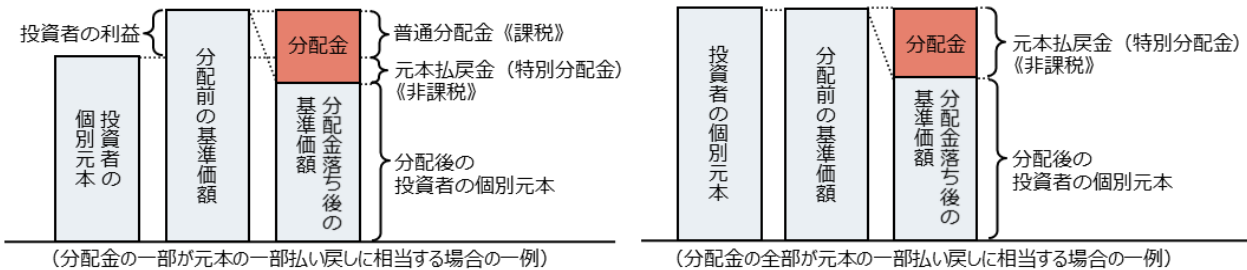 投資者の利益
投資者の
個別元本
分配前の基準価額
分配金
分配金落ち後の
基準価額
普通分配金《課税》
元本払戻金（特別分配金）
《非課税》
分配後の
投資者の個別元本
（分配金の一部が元本の一部払い戻しに相当する場合の一例）
投資者の個別元本
分配前の基準価額
分配金
分配金落ち後の
基準価額
元本払戻金（特別分配金）
《非課税》
分配後の
投資者の個別元本
（分配金の全部が元本の一部払い戻しに相当する場合の一例）